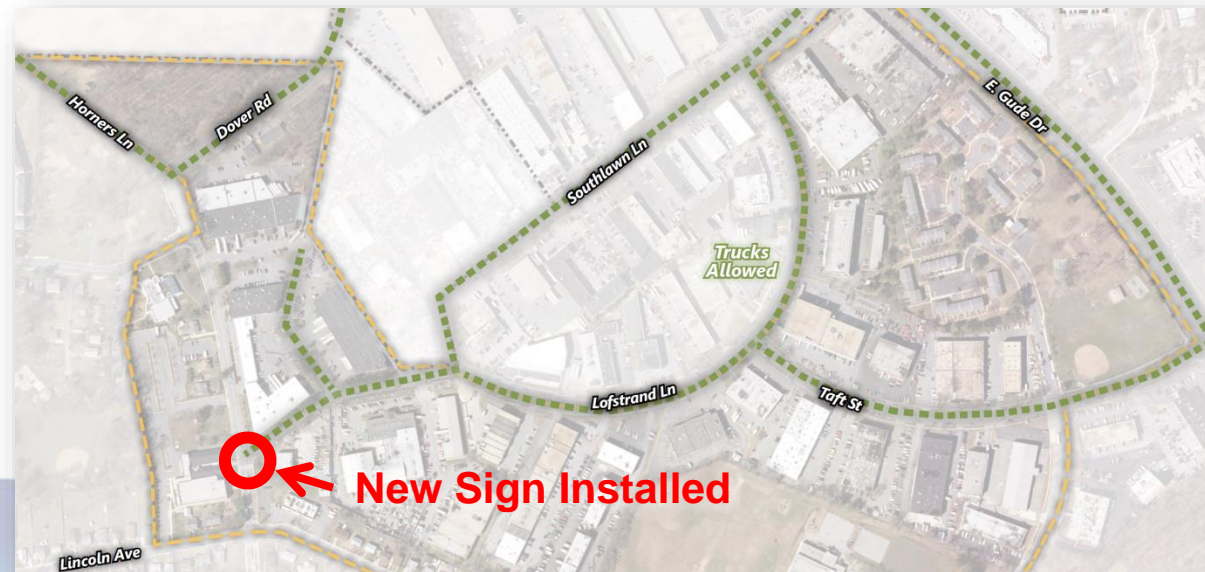 Horners Ln
Dover Rd
E. Gude Dr
Southlawn Ln
Trucks
Allowed
Lofstrand Ln
Taft St
New Sign Installed
Lincoln Ave